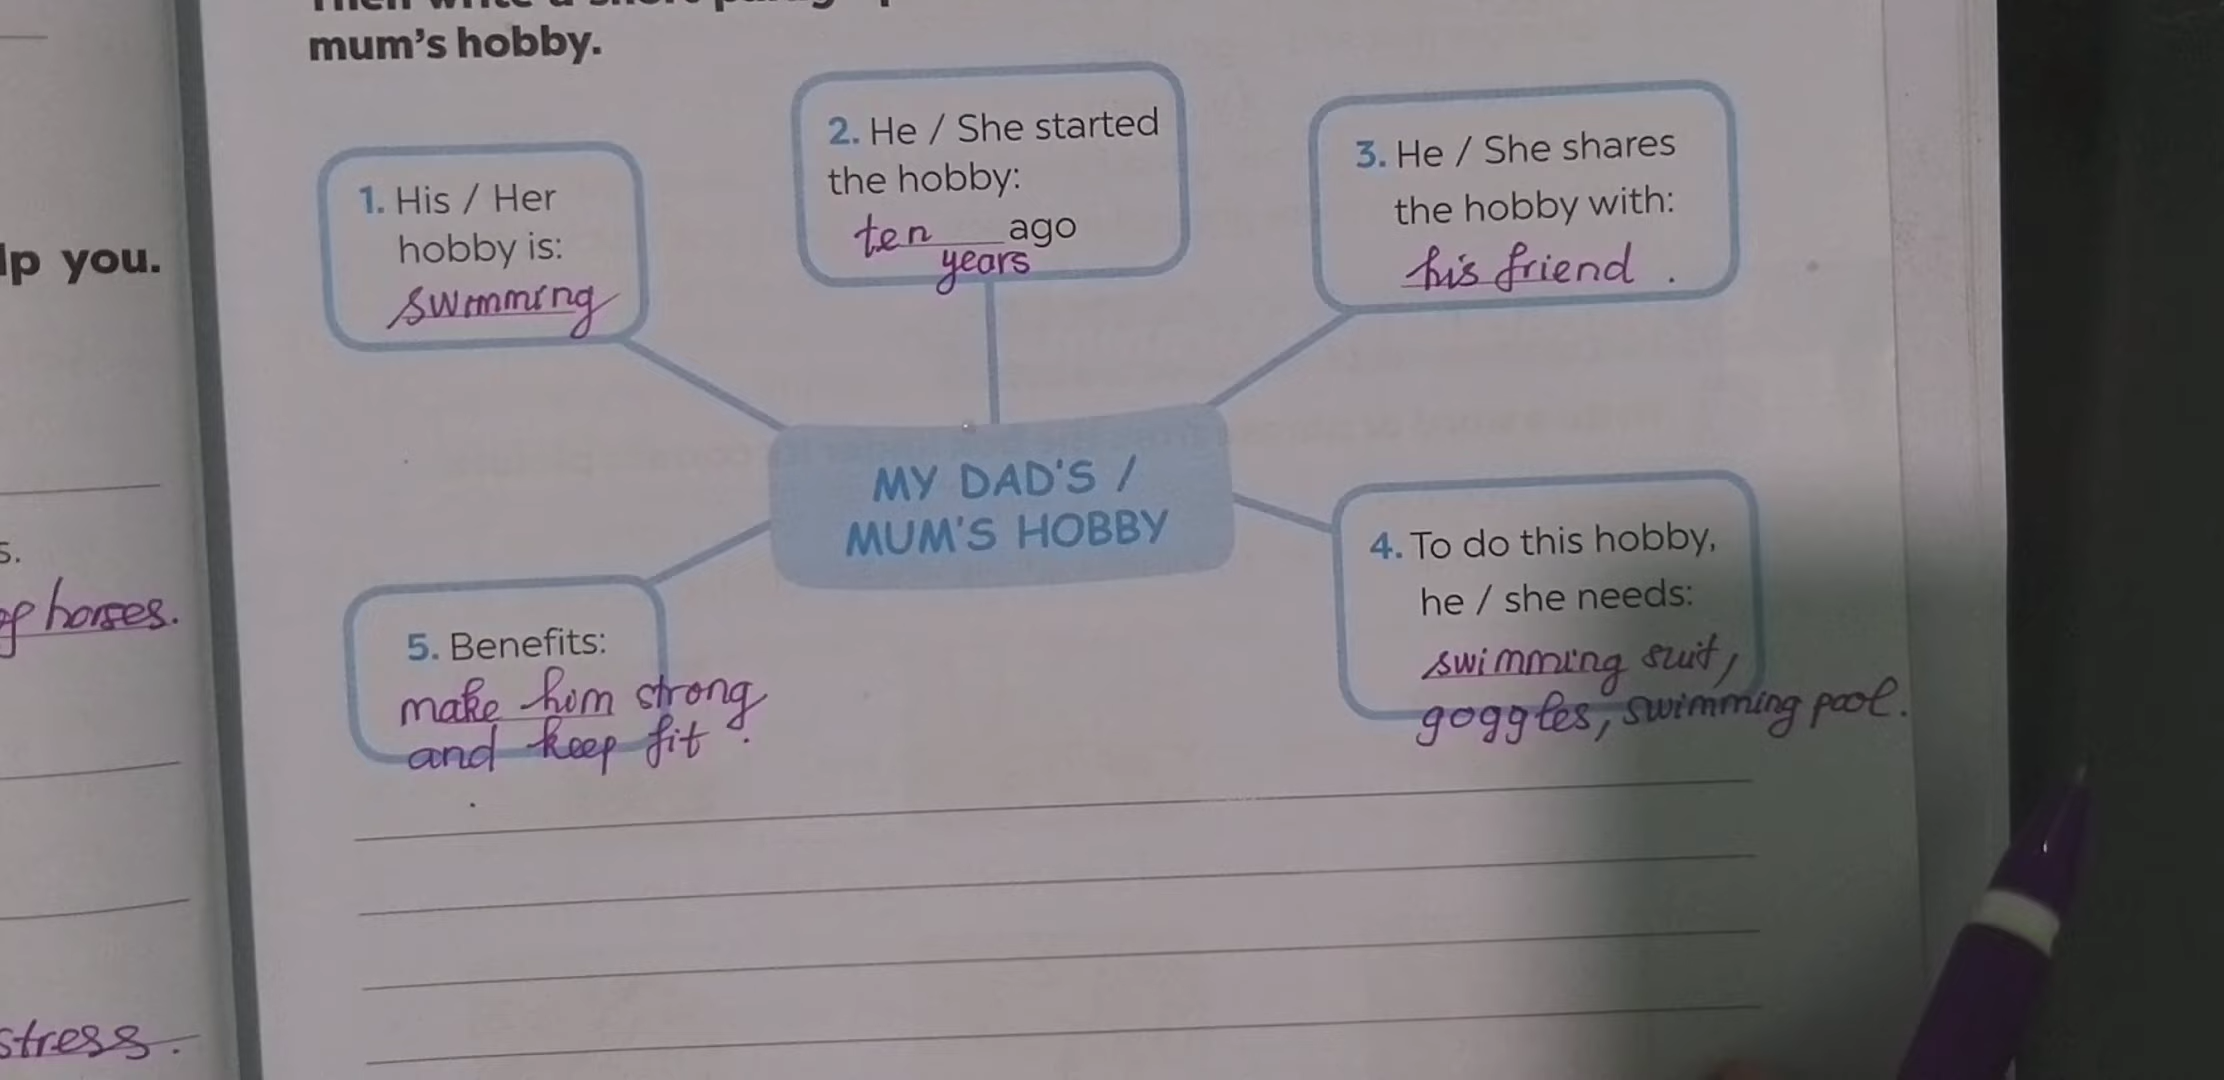 mum's hobby.
1. His / Her
hobby is:
swimming
2. He / She started
the hobby:
ten ago
years
3. He / She shares
the hobby with:
his friend .
MY DAD'S /
MUM'S HOBBY
4. To do this hobby,
he / she needs:
swimming suit,
goggles, swimming pool.
5. Benefits:
make him strong
and keep fit .
you.
horses.
stress.